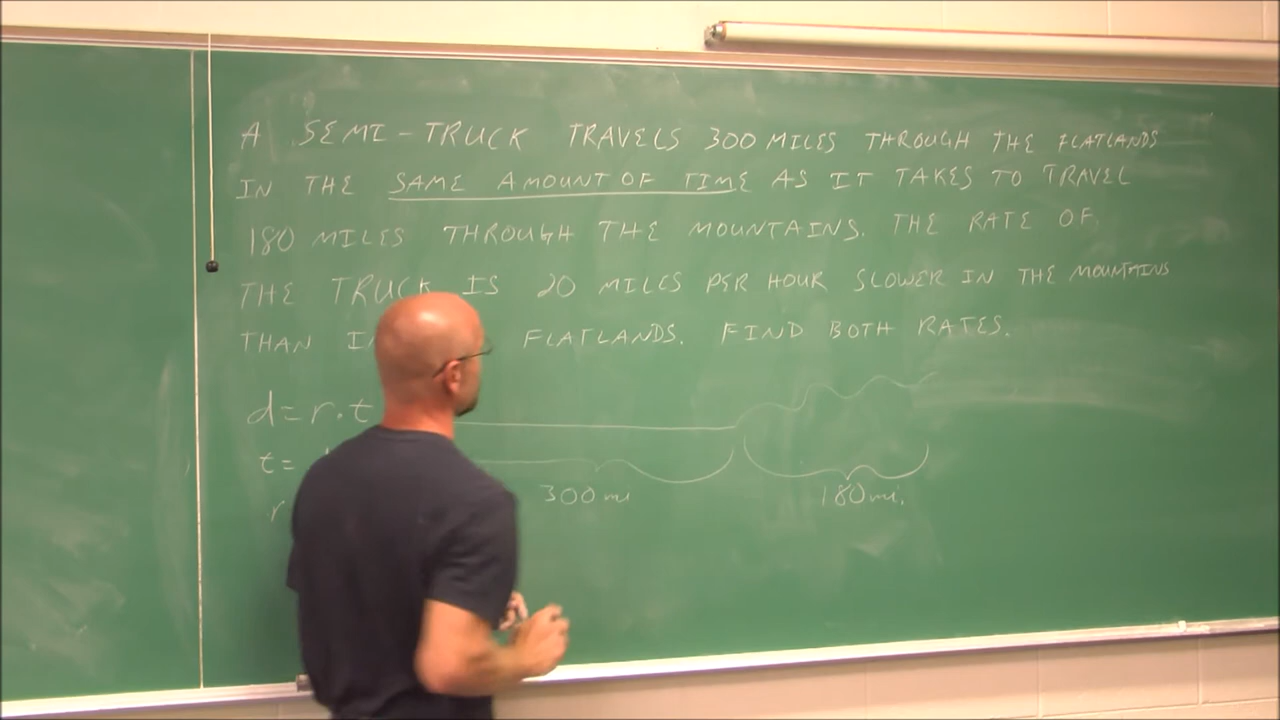 A SEMI-TRUCK TRAVELS 300 MILES THROUGH THE FLATLANDS
IN THE SAME AMOUNT OF TIME AS IT TAKES TO TRAVEL
180 MILES THROUGH THE MOUNTAINS. THE RATE OF
THE TRUCK IS 20 MILES PER HOUR SLOWER IN THE MOUNTAINS
THAN FLATLANDS. FIND BOTH RATES.
d=r.t
t=
r
300 mi
180 mi.